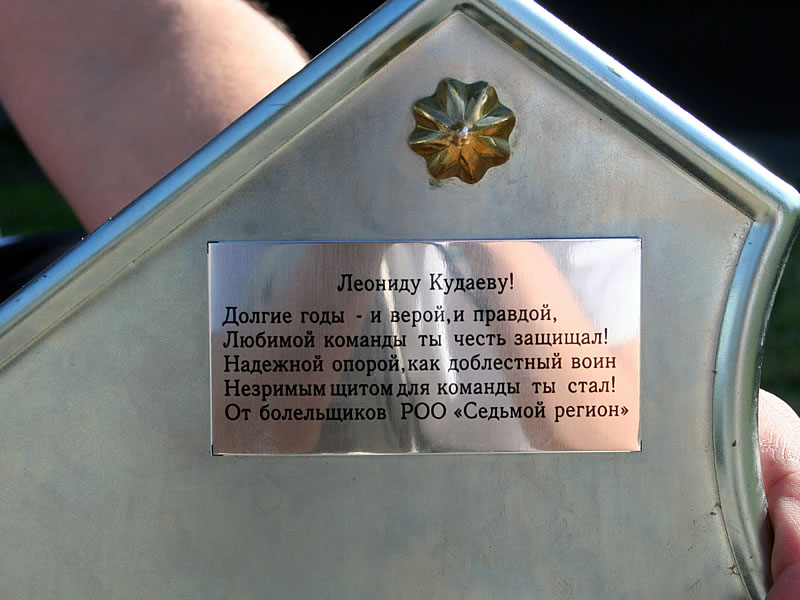 Леониду Кудаеву!
Долгие годы - и верой,и правдой,
Любимой команды ты честь защищал!
Надежной опорой,как доблестный воин
Незримым щитом для команды ты стал!
От болельщиков РОО «Седьмой регион»